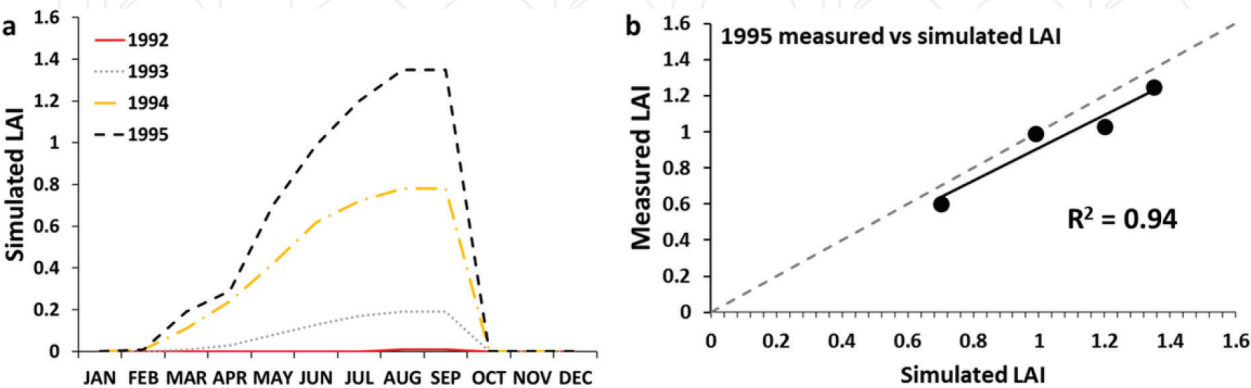 a
Simulated LAI
1.6
1.4
1.2
1
0.8
0.6
0.4
0.2
0
1992
1993
1994
1995
JAN FEB MAR APR MAY JUN JUL AUG SEP OCT NOV DEC
b
1995 measured vs simulated LAI
Measured LAI
1.6
1.4
1.2
1
0.8
0.6
0.4
0.2
0
R² = 0.94
0 0.2 0.4 0.6 0.8 1 1.2 1.4 1.6
Simulated LAI